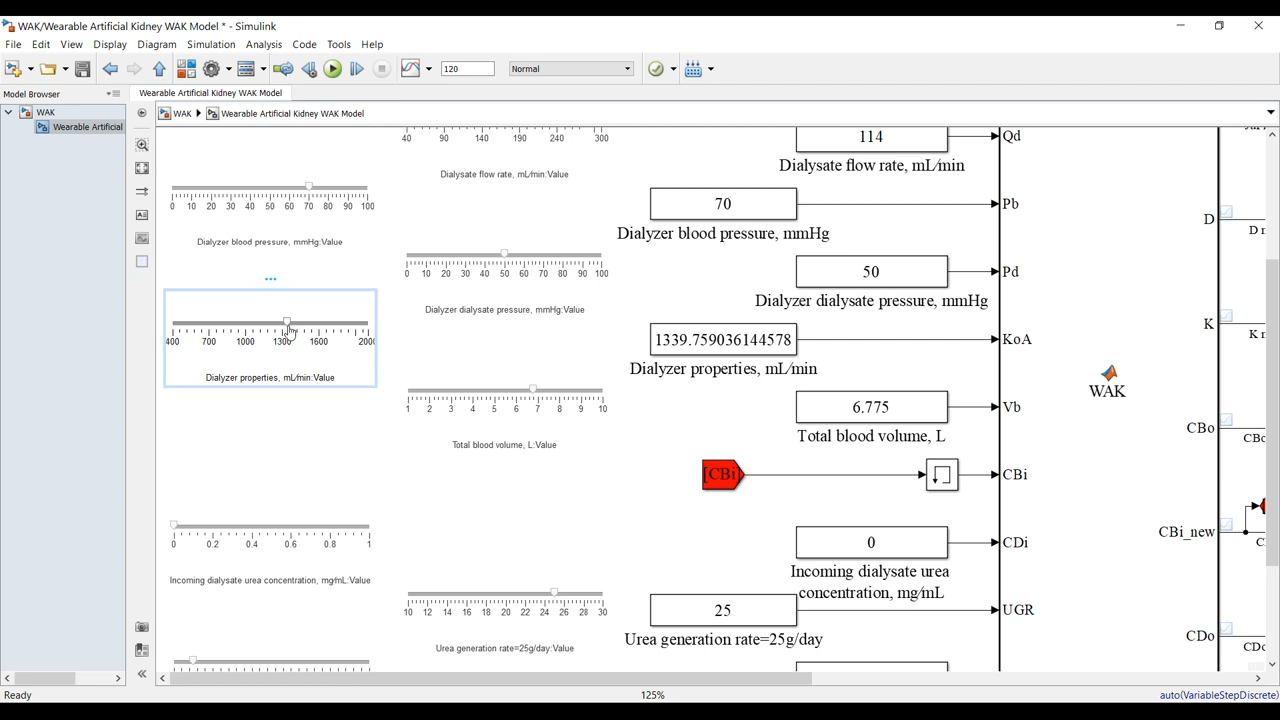 WAK/Wearable Artificial Kidney WAK Model * - Simulink
File Edit View Display Diagram Simulation Analysis Code Tools Help
120
Normal
Model Browser
Wearable Artificial Kidney WAK Model
WAK
Wearable Artificial
WAK Wearable Artificial Kidney WAK Model
40 90 140 190 240 300
Dialysate flow rate, mL/min:Value
0 10 20 30 40 50 60 70 80 90 100
Dialyzer blood pressure, mmHg:Value
0 10 20 30 40 50 60 70 80 90 100
Dialyzer dialysate pressure, mmHg:Value
400 700 1000 1300 1600 2000
Dialyzer properties, mL/min:Value
1 2 3 4 5 6 7 8 9 10
Total blood volume, L:Value
0 0.2 0.4 0.6 0.8 1
Incoming dialysate urea concentration, mg/mL:Value
10 12 14 16 18 20 22 24 26 28 30
Urea generation rate=25g/day:Value
114
Qd
Dialysate flow rate, mL/min
70
Pb
Dialyzer blood pressure, mmHg
50
Pd
Dialyzer dialysate pressure, mmHg
1339.759036144578
KoA
Dialyzer properties, mL/min
6.775
Vb
Total blood volume, L
[CBi]
CBi
0
CDi
Incoming dialysate urea
concentration, mg/mL
25
UGR
Urea generation rate=25g/day
WAK
D
D r
K
K r
CBo
CBo
CBi_new
C
CDo
CDo
Ready
125%
auto(VariableStepDiscrete)